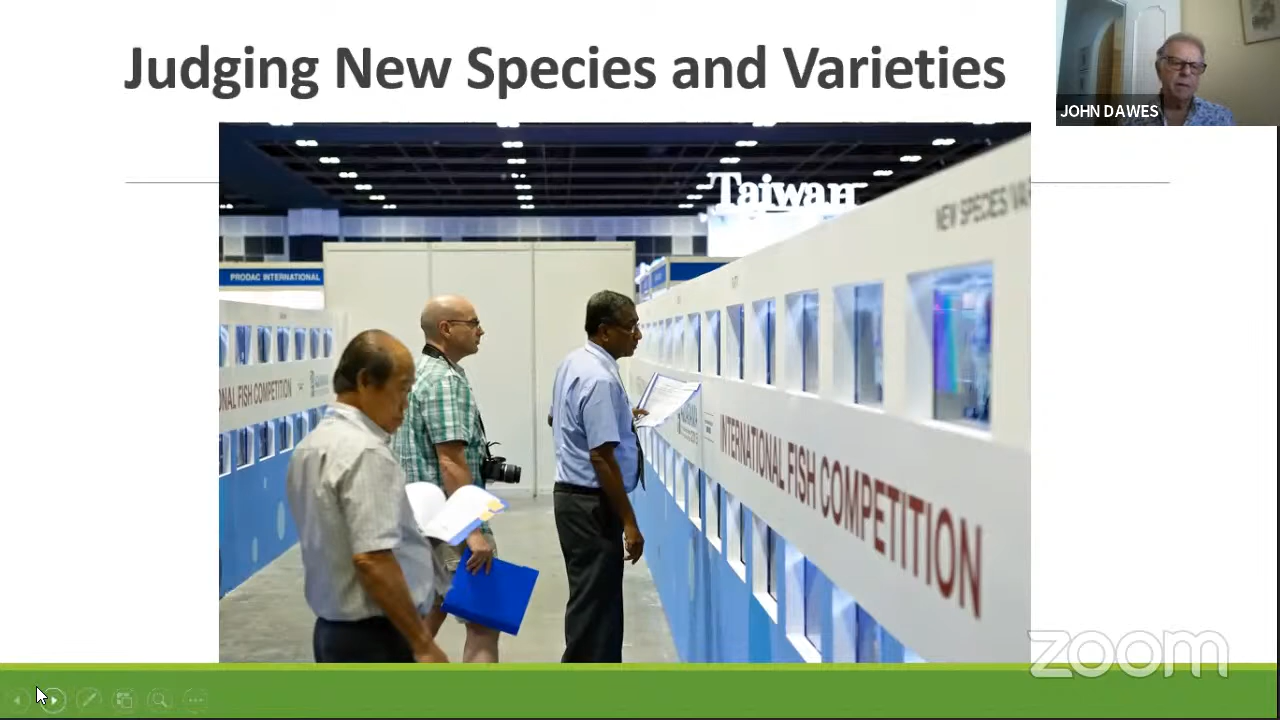 Judging New Species and Varieties
JOHN DAWES
Taiwan
NEW SPECIES VA
PRODAC INTERNATIONAL
NAL FISH COMPETITION
INTERNATIONAL FISH COMPETITION
zoom